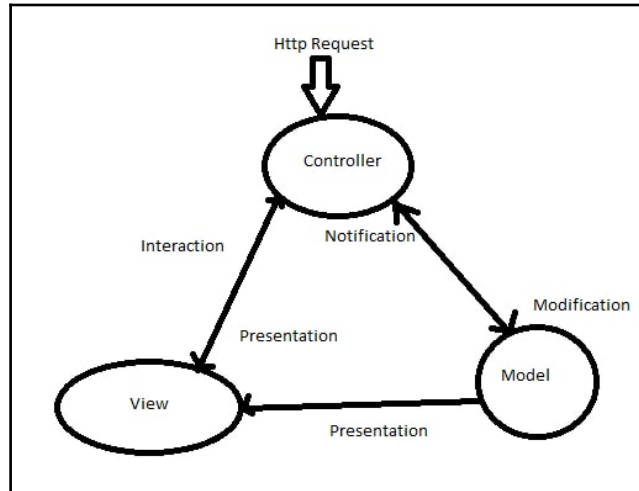 Http Request
Controller
Notification
Interaction
Modification
Presentation
Model
View
Presentation